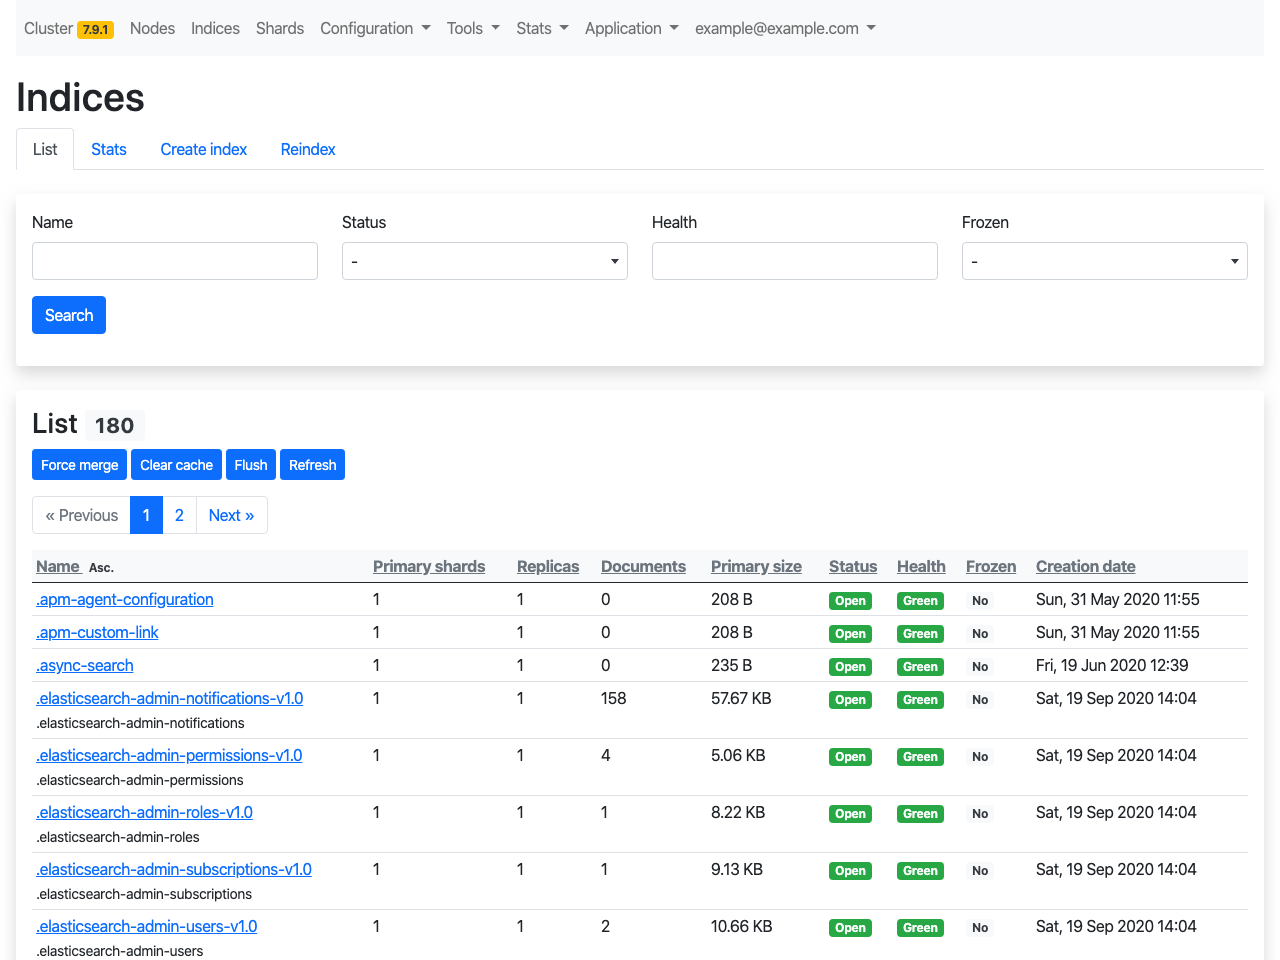 Cluster 7.9.1 Nodes Indices Shards Configuration Tools Stats Application example@example.com
Indices
List Stats Create index Reindex
Name Status Health Frozen
- -
Search
List 180
Force merge Clear cache Flush Refresh
« Previous 1 2 Next »
Name Asc. Primary shards Replicas Documents Primary size Status Health Frozen Creation date
.apm-agent-configuration 1 1 0 208 B Open Green No Sun, 31 May 2020 11:55
.apm-custom-link 1 1 0 208 B Open Green No Sun, 31 May 2020 11:55
.async-search 1 1 0 235 B Open Green No Fri, 19 Jun 2020 12:39
.elasticsearch-admin-notifications-v1.0 1 1 158 57.67 KB Open Green No Sat, 19 Sep 2020 14:04
.elasticsearch-admin-notifications
.elasticsearch-admin-permissions-v1.0 1 1 4 5.06 KB Open Green No Sat, 19 Sep 2020 14:04
.elasticsearch-admin-permissions
.elasticsearch-admin-roles-v1.0 1 1 1 8.22 KB Open Green No Sat, 19 Sep 2020 14:04
.elasticsearch-admin-roles
.elasticsearch-admin-subscriptions-v1.0 1 1 1 9.13 KB Open Green No Sat, 19 Sep 2020 14:04
.elasticsearch-admin-subscriptions
.elasticsearch-admin-users-v1.0 1 1 2 10.66 KB Open Green No Sat, 19 Sep 2020 14:04
.elasticsearch-admin-users